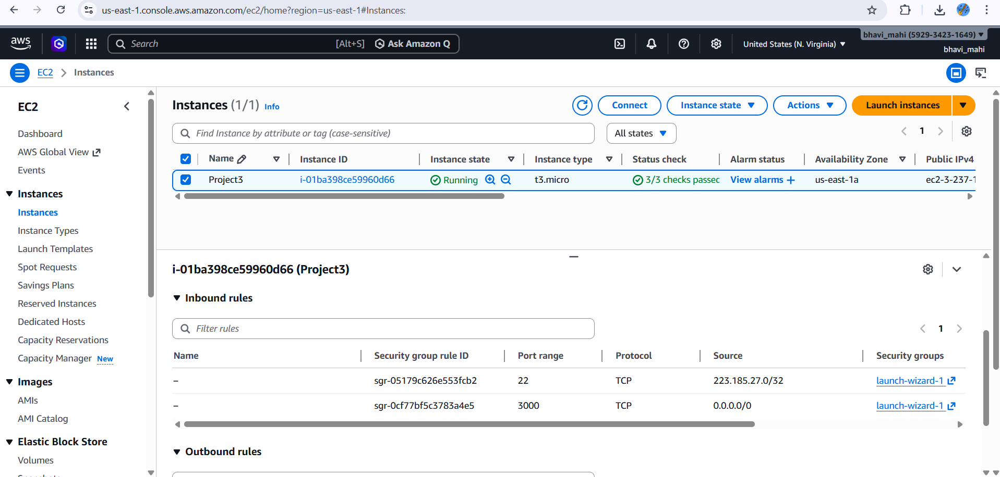 us-east-1.console.aws.amazon.com/ec2/home?region=us-east-1#Instances:
aws Search [Alt+S] Ask Amazon Q United States (N. Virginia) bhavi_mahi (5929-3423-1649)
bhavi_mahi
EC2 Instances
EC2
Dashboard
AWS Global View
Events
Instances
Instances
Instance Types
Launch Templates
Spot Requests
Savings Plans
Reserved Instances
Dedicated Hosts
Capacity Reservations
Capacity Manager New
Images
AMIs
AMI Catalog
Elastic Block Store
Volumes
Instances (1/1) Info Connect Instance state Actions Launch instances
Find Instance by attribute or tag (case-sensitive) All states 1
Name Instance ID Instance state Instance type Status check Alarm status Availability Zone Public IPv4
Project3 i-01ba398ce59960d66 Running t3.micro 3/3 checks passec View alarms + us-east-1a ec2-3-237-1
i-01ba398ce59960d66 (Project3)
Inbound rules
Filter rules 1
Name Security group rule ID Port range Protocol Source Security groups
– sgr-05179c626e553fcb2 22 TCP 223.185.27.0/32 launch-wizard-1
– sgr-0cf77bf5c3783a4e5 3000 TCP 0.0.0.0/0 launch-wizard-1
Outbound rules